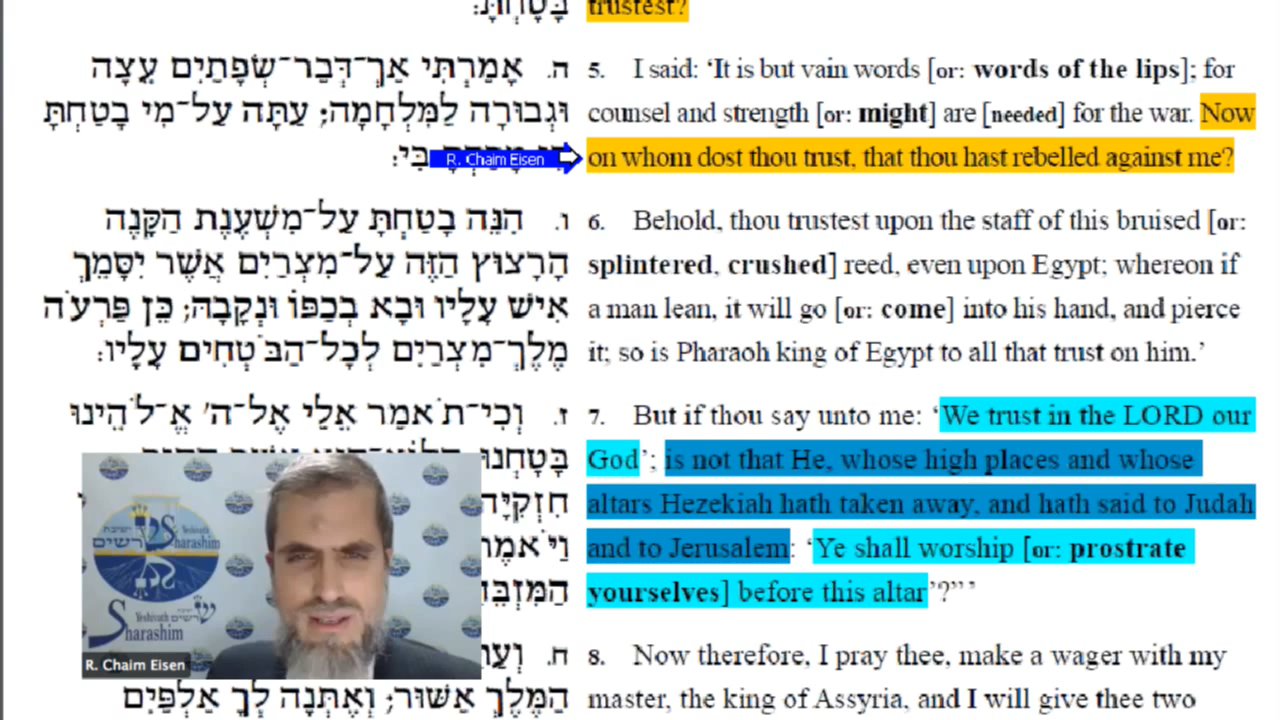 בָּטָחְתָּ:
trustest?
ה. אָמַרְתִּי אַךְ־דְּבַר־שְׂפָתַיִם עֵצָה
וּגְבוּרָה לַמִּלְחָמָה; עַתָּה עַל־מִי בָטַחְתָּ
בִּי:
5. I said: ‘It is but vain words [or: words of the lips]; for
counsel and strength [or: might] are [needed] for the war. Now
on whom dost thou trust, that thou hast rebelled against me?
R. Chaim Eisen
ו. הִנֵּה בָטַחְתָּ עַל־מִשְׁעֶנֶת הַקָּנֶה
הָרָצוּץ הַזֶּה עַל־מִצְרַיִם אֲשֶׁר יִסָּמֵךְ
אִישׁ עָלָיו וּבָא בְכַפּוֹ וּנְקָבָהּ; כֵּן פַּרְעֹה
מֶלֶךְ־מִצְרַיִם לְכָל־הַבֹּטְחִים עָלָיו:
6. Behold, thou trustest upon the staff of this bruised [or:
splintered, crushed] reed, even upon Egypt; whereon if
a man lean, it will go [or: come] into his hand, and pierce
it; so is Pharaoh king of Egypt to all that trust on him.’
ז. וְכִי־תֹאמַר אֵלַי אֶל־ה' אֱ־לֹהֵינוּ
בָּטָחְנוּ
חִזְקִיָּה
הַמִּזְבֵּ
7. But if thou say unto me: ‘We trust in the LORD our
God’; is not that He, whose high places and whose
altars Hezekiah hath taken away, and hath said to Judah
and to Jerusalem: ‘Ye shall worship [or: prostrate
yourselves] before this altar’?”’
Yeshivath
Sharashim
ישיבת
שרשים
Yeshivath
Sharashim
R. Chaim Eisen
ח.
הַמֶּלֶךְ אַשּׁוּר; וְאֶתְּנָה לְךָ אַלְפַּיִם
8. Now therefore, I pray thee, make a wager with my
master, the king of Assyria, and I will give thee two